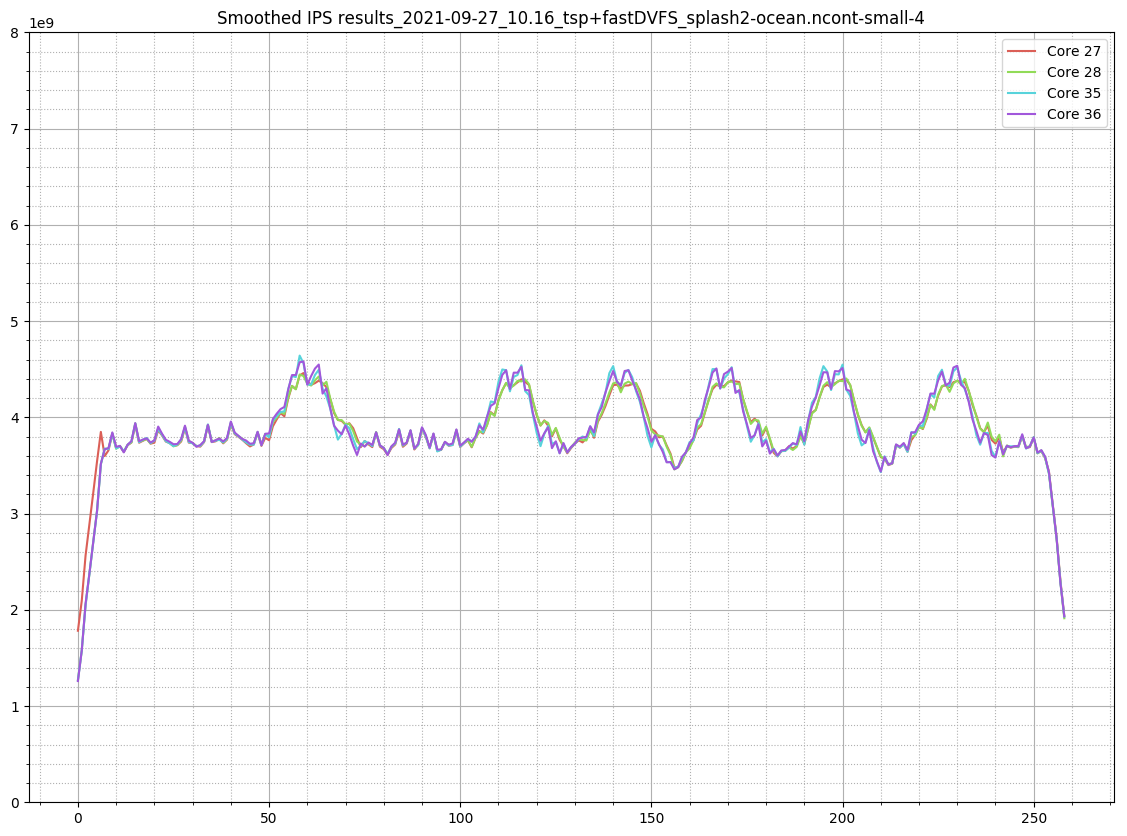 Smoothed IPS results_2021-09-27_10.16_tsp+fastDVFS_splash2-ocean.ncont-small-4
1e9
8
7
6
5
4
3
2
1
0
0 50 100 150 200 250
Core 27
Core 28
Core 35
Core 36